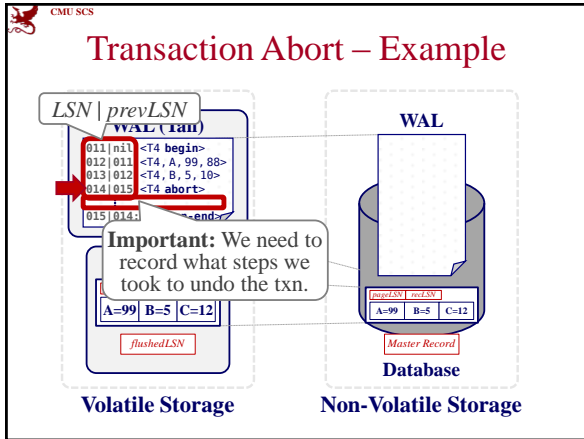 CMU SCS
Transaction Abort – Example
LSN | prevLSN
WAL (Tail)
011|nil <T4 begin>
012|011 <T4, A, 99, 88>
013|012 <T4, B, 5, 10>
014|015 <T4 abort>
⋮
015|014: -end>
Important: We need to
record what steps we
took to undo the txn.
A=99 B=5 C=12
flushedLSN
Volatile Storage
WAL
pageLSN recLSN
A=99 B=5 C=12
Master Record
Database
Non-Volatile Storage